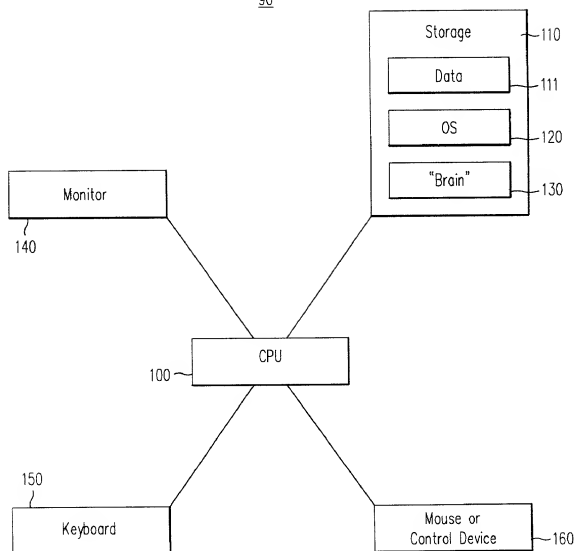 90
Storage
110
Data
111
OS
120
"Brain"
130
Monitor
140
CPU
100
150
Keyboard
Mouse or
Control Device
160